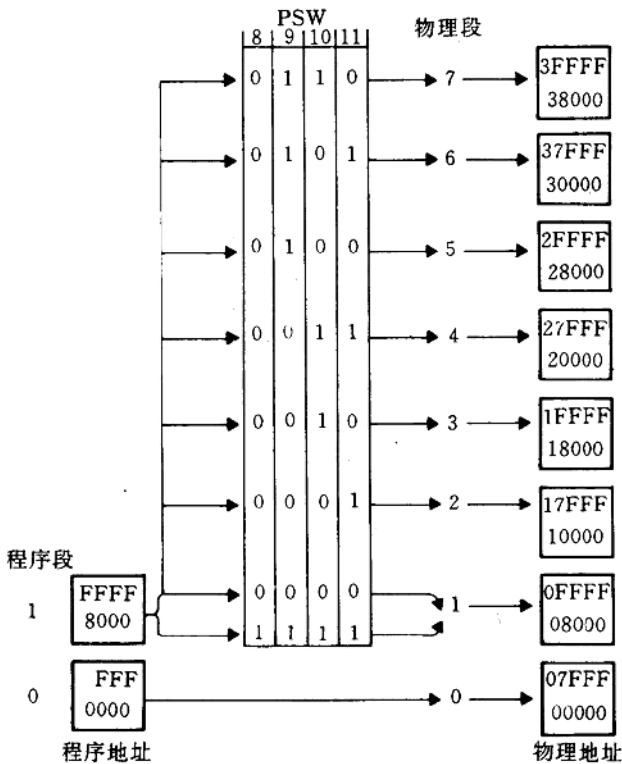 PSW
8 9 10 11 物理段
0 1 1 0 7 3FFFF
38000
0 1 0 1 6 37FFF
30000
0 1 0 0 5 2FFFF
28000
0 0 1 1 4 27FFF
20000
0 0 1 0 3 1FFFF
18000
0 0 0 1 2 17FFF
10000
程序段
1 FFFF
8000
0 0 0 0
1 1 1 1
1 0FFFF
08000
0 FFF
0000
0 07FFF
00000
程序地址 物理地址